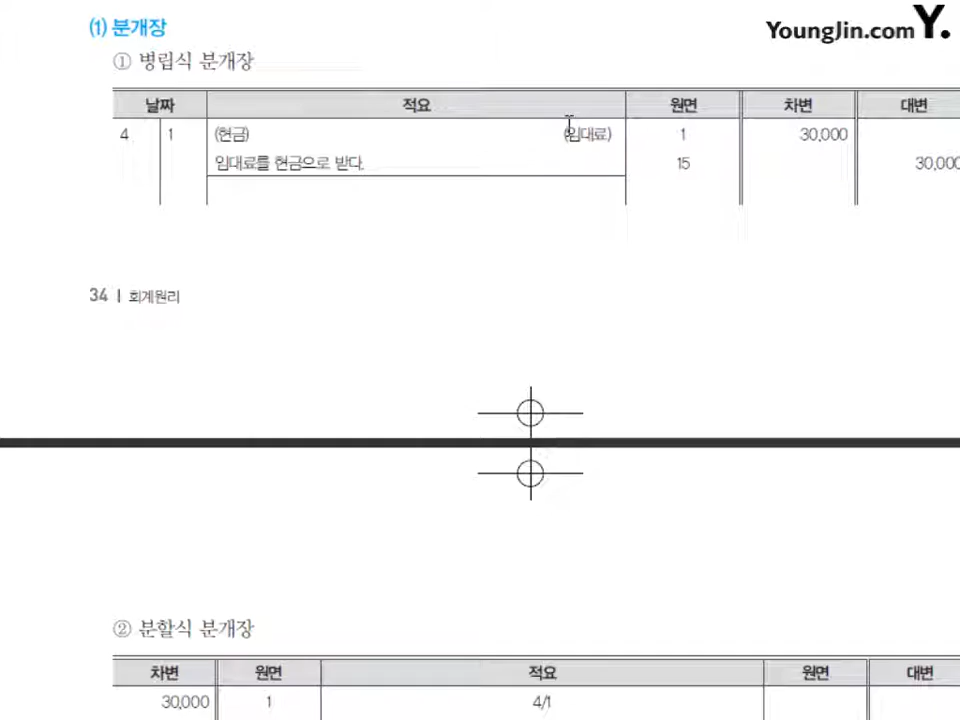 (1) 분개장
YoungJin.com Y.
① 병립식 분개장
날짜 적요 원면 차변 대변
4 1 (현금) (임대료) 1 30,000
임대료를 현금으로 받다. 15 30,000
34 | 회계원리
② 분할식 분개장
차변 원면 적요 원면 대변
30,000 1 4/1